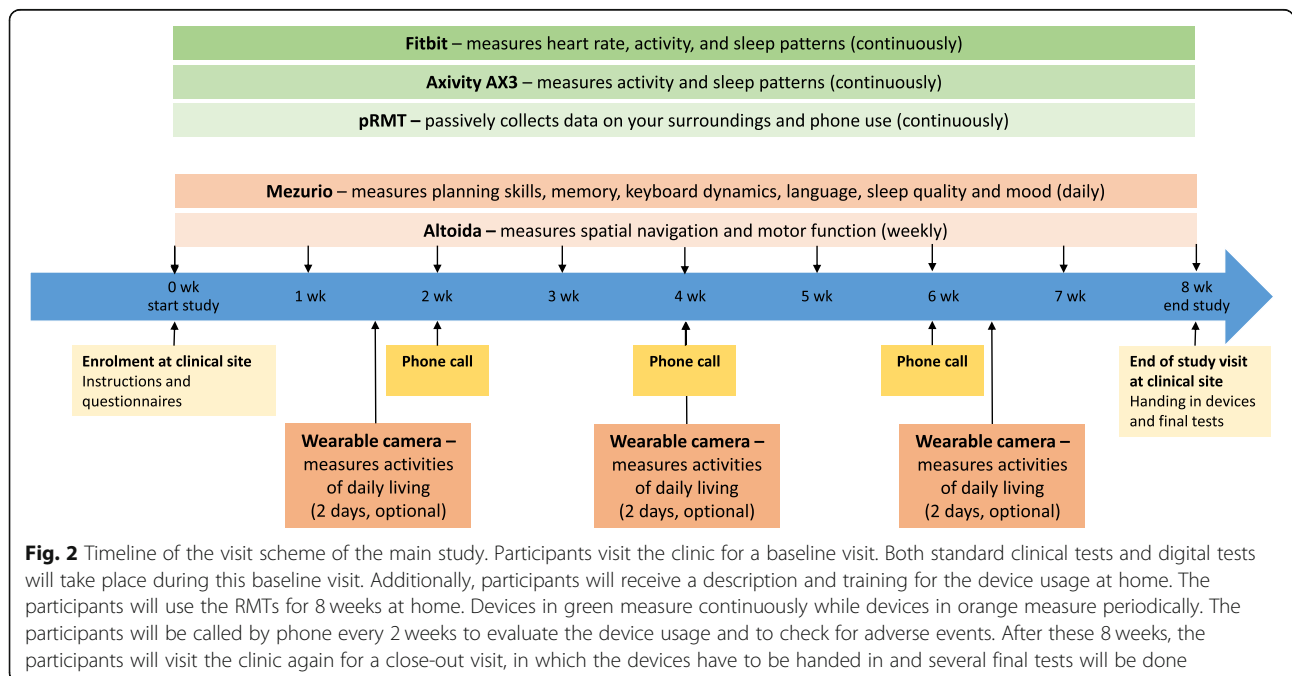 Fitbit – measures heart rate, activity, and sleep patterns (continuously)
Axivity AX3 – measures activity and sleep patterns (continuously)
pRMT – passively collects data on your surroundings and phone use (continuously)
Mezurio – measures planning skills, memory, keyboard dynamics, language, sleep quality and mood (daily)
Altoida – measures spatial navigation and motor function (weekly)
0 wk
start study
1 wk
2 wk
3 wk
4 wk
5 wk
6 wk
7 wk
8 wk
end study
Enrolment at clinical site
Instructions and
questionnaires
Phone call
Phone call
Phone call
End of study visit
at clinical site
Handing in devices
and final tests
Wearable camera –
measures activities
of daily living
(2 days, optional)
Wearable camera –
measures activities
of daily living
(2 days, optional)
Wearable camera –
measures activities
of daily living
(2 days, optional)
Fig. 2 Timeline of the visit scheme of the main study. Participants visit the clinic for a baseline visit. Both standard clinical tests and digital tests
will take place during this baseline visit. Additionally, participants will receive a description and training for the device usage at home. The
participants will use the RMTs for 8 weeks at home. Devices in green measure continuously while devices in orange measure periodically. The
participants will be called by phone every 2 weeks to evaluate the device usage and to check for adverse events. After these 8 weeks, the
participants will visit the clinic again for a close-out visit, in which the devices have to be handed in and several final tests will be done